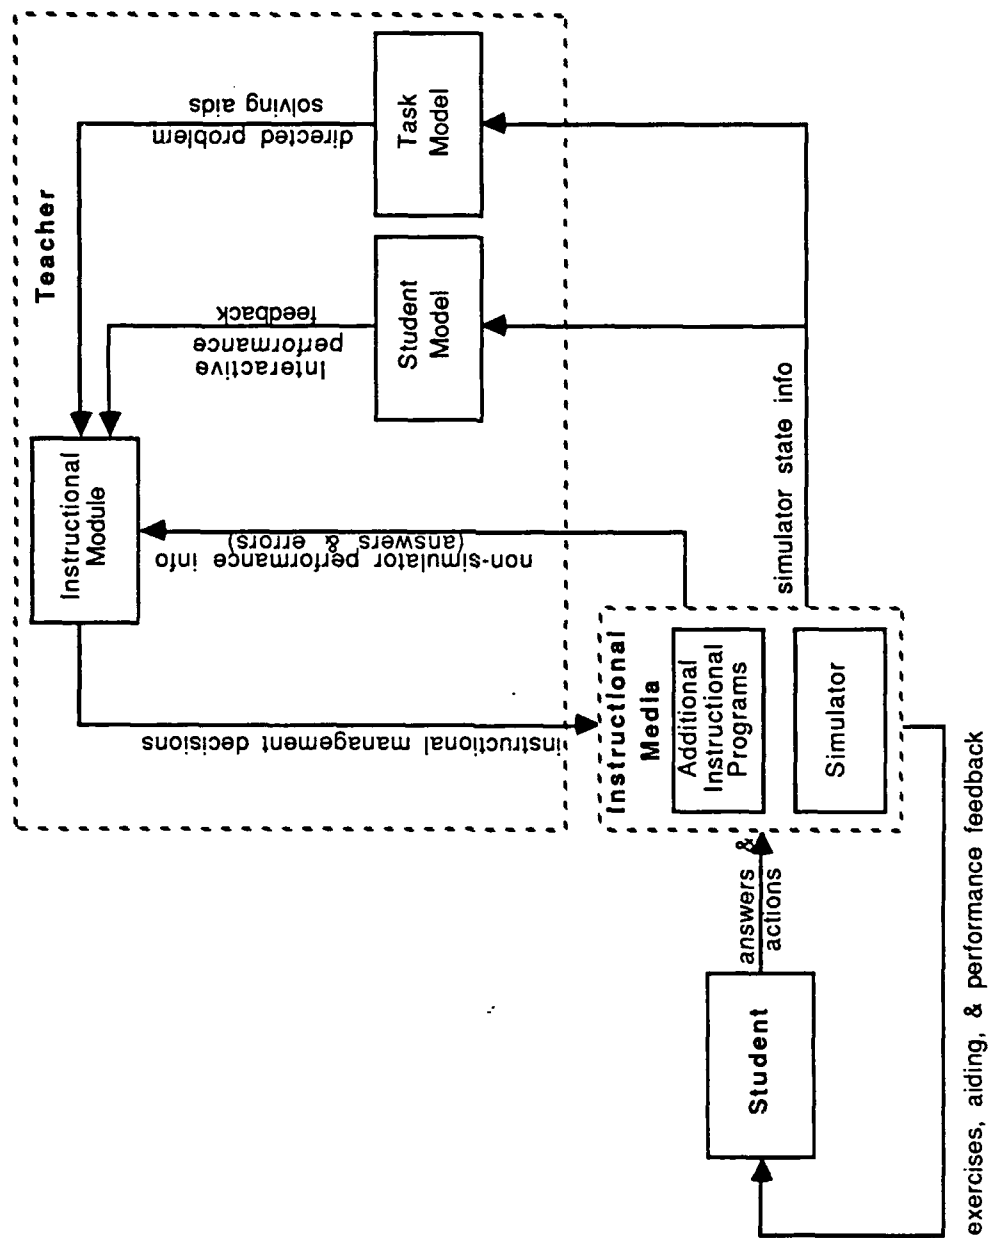 Teacher
Instructional
Module
directed problem
solving aids
Interactive
performance
feedback
Task
Model
Student
Model
non-simulator performance info
(answers & errors)
instructional management decisions
simulator state info
Instructional
Media
Additional
Instructional
Programs
Simulator
answers &
actions
Student
exercises, aiding, & performance feedback